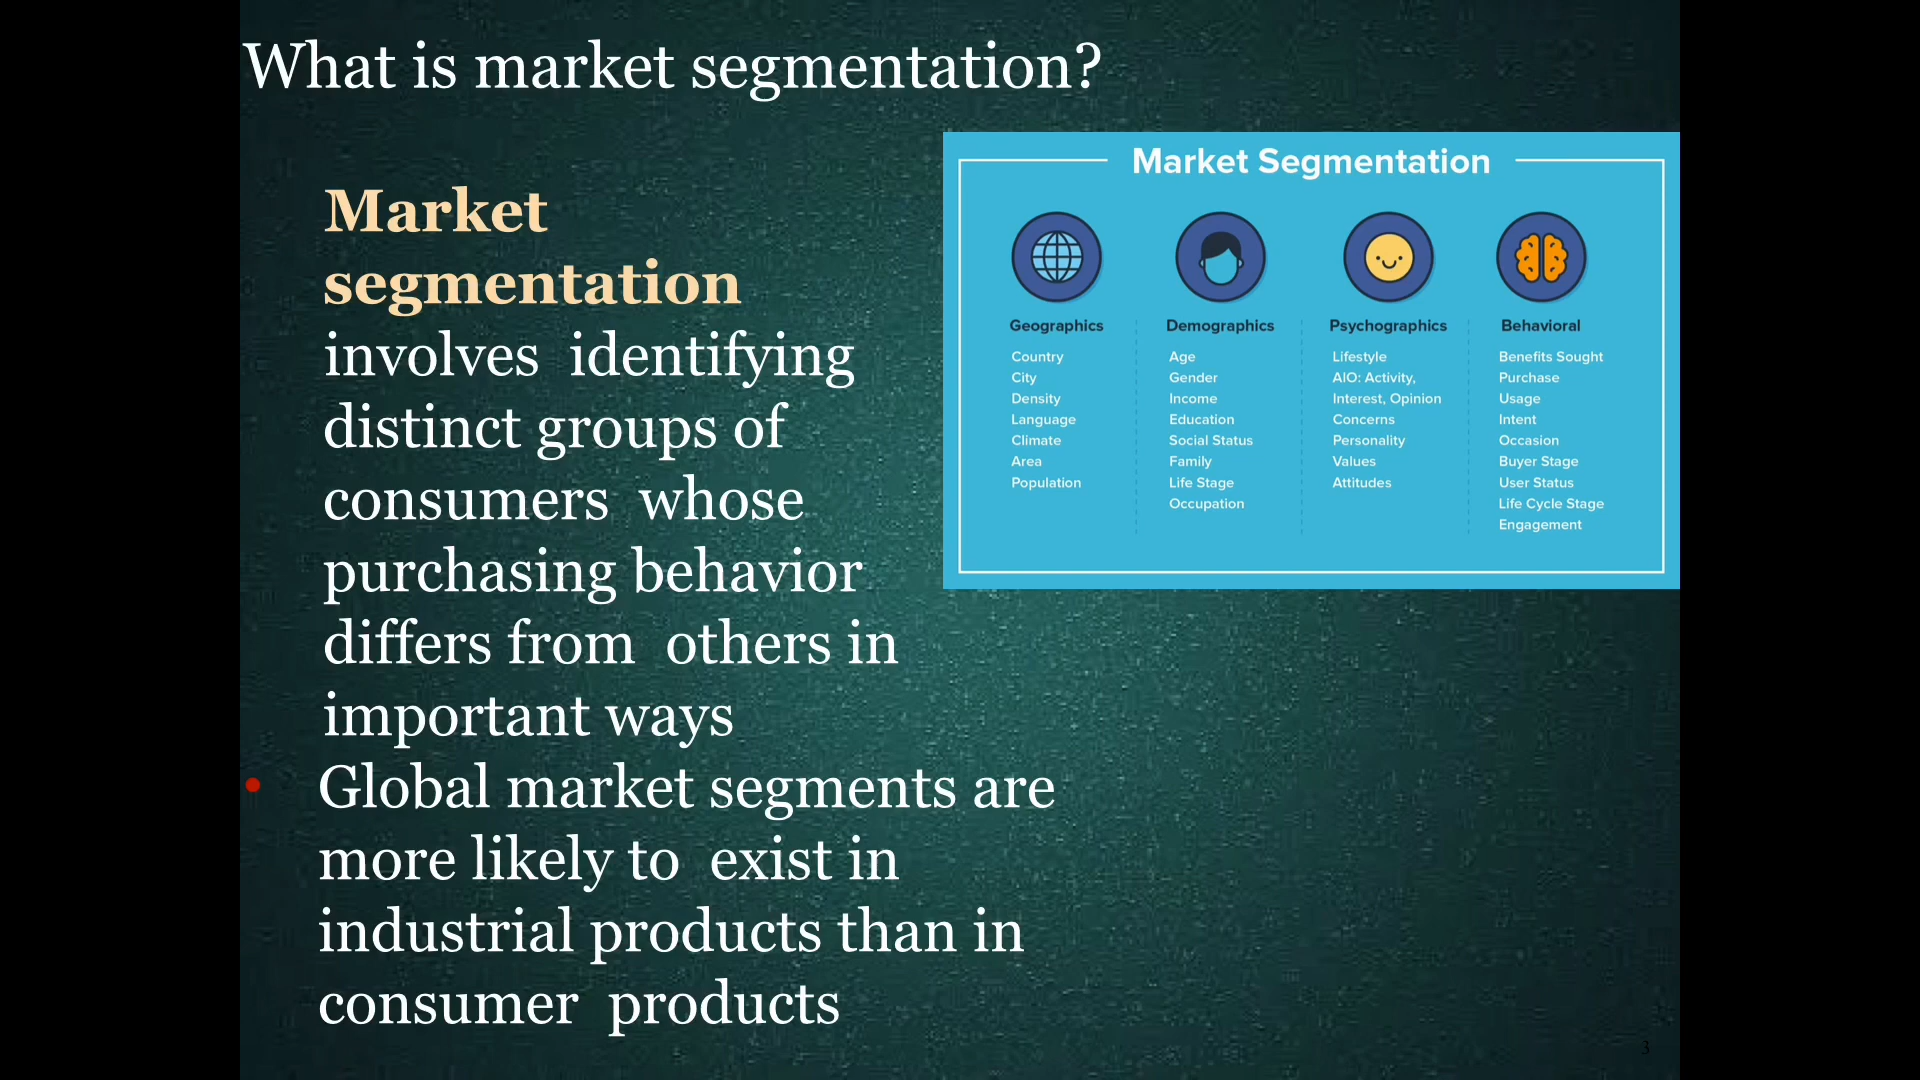 What is market segmentation?
Market
segmentation
involves identifying
distinct groups of
consumers whose
purchasing behavior
differs from others in
important ways
• Global market segments are
more likely to exist in
industrial products than in
consumer products
Market Segmentation
Geographics
Country
City
Density
Language
Climate
Area
Population
Demographics
Age
Gender
Income
Education
Social Status
Family
Life Stage
Occupation
Psychographics
Lifestyle
AIO: Activity,
Interest, Opinion
Concerns
Personality
Values
Attitudes
Behavioral
Benefits Sought
Purchase
Usage
Intent
Occasion
Buyer Stage
User Status
Life Cycle Stage
Engagement
3